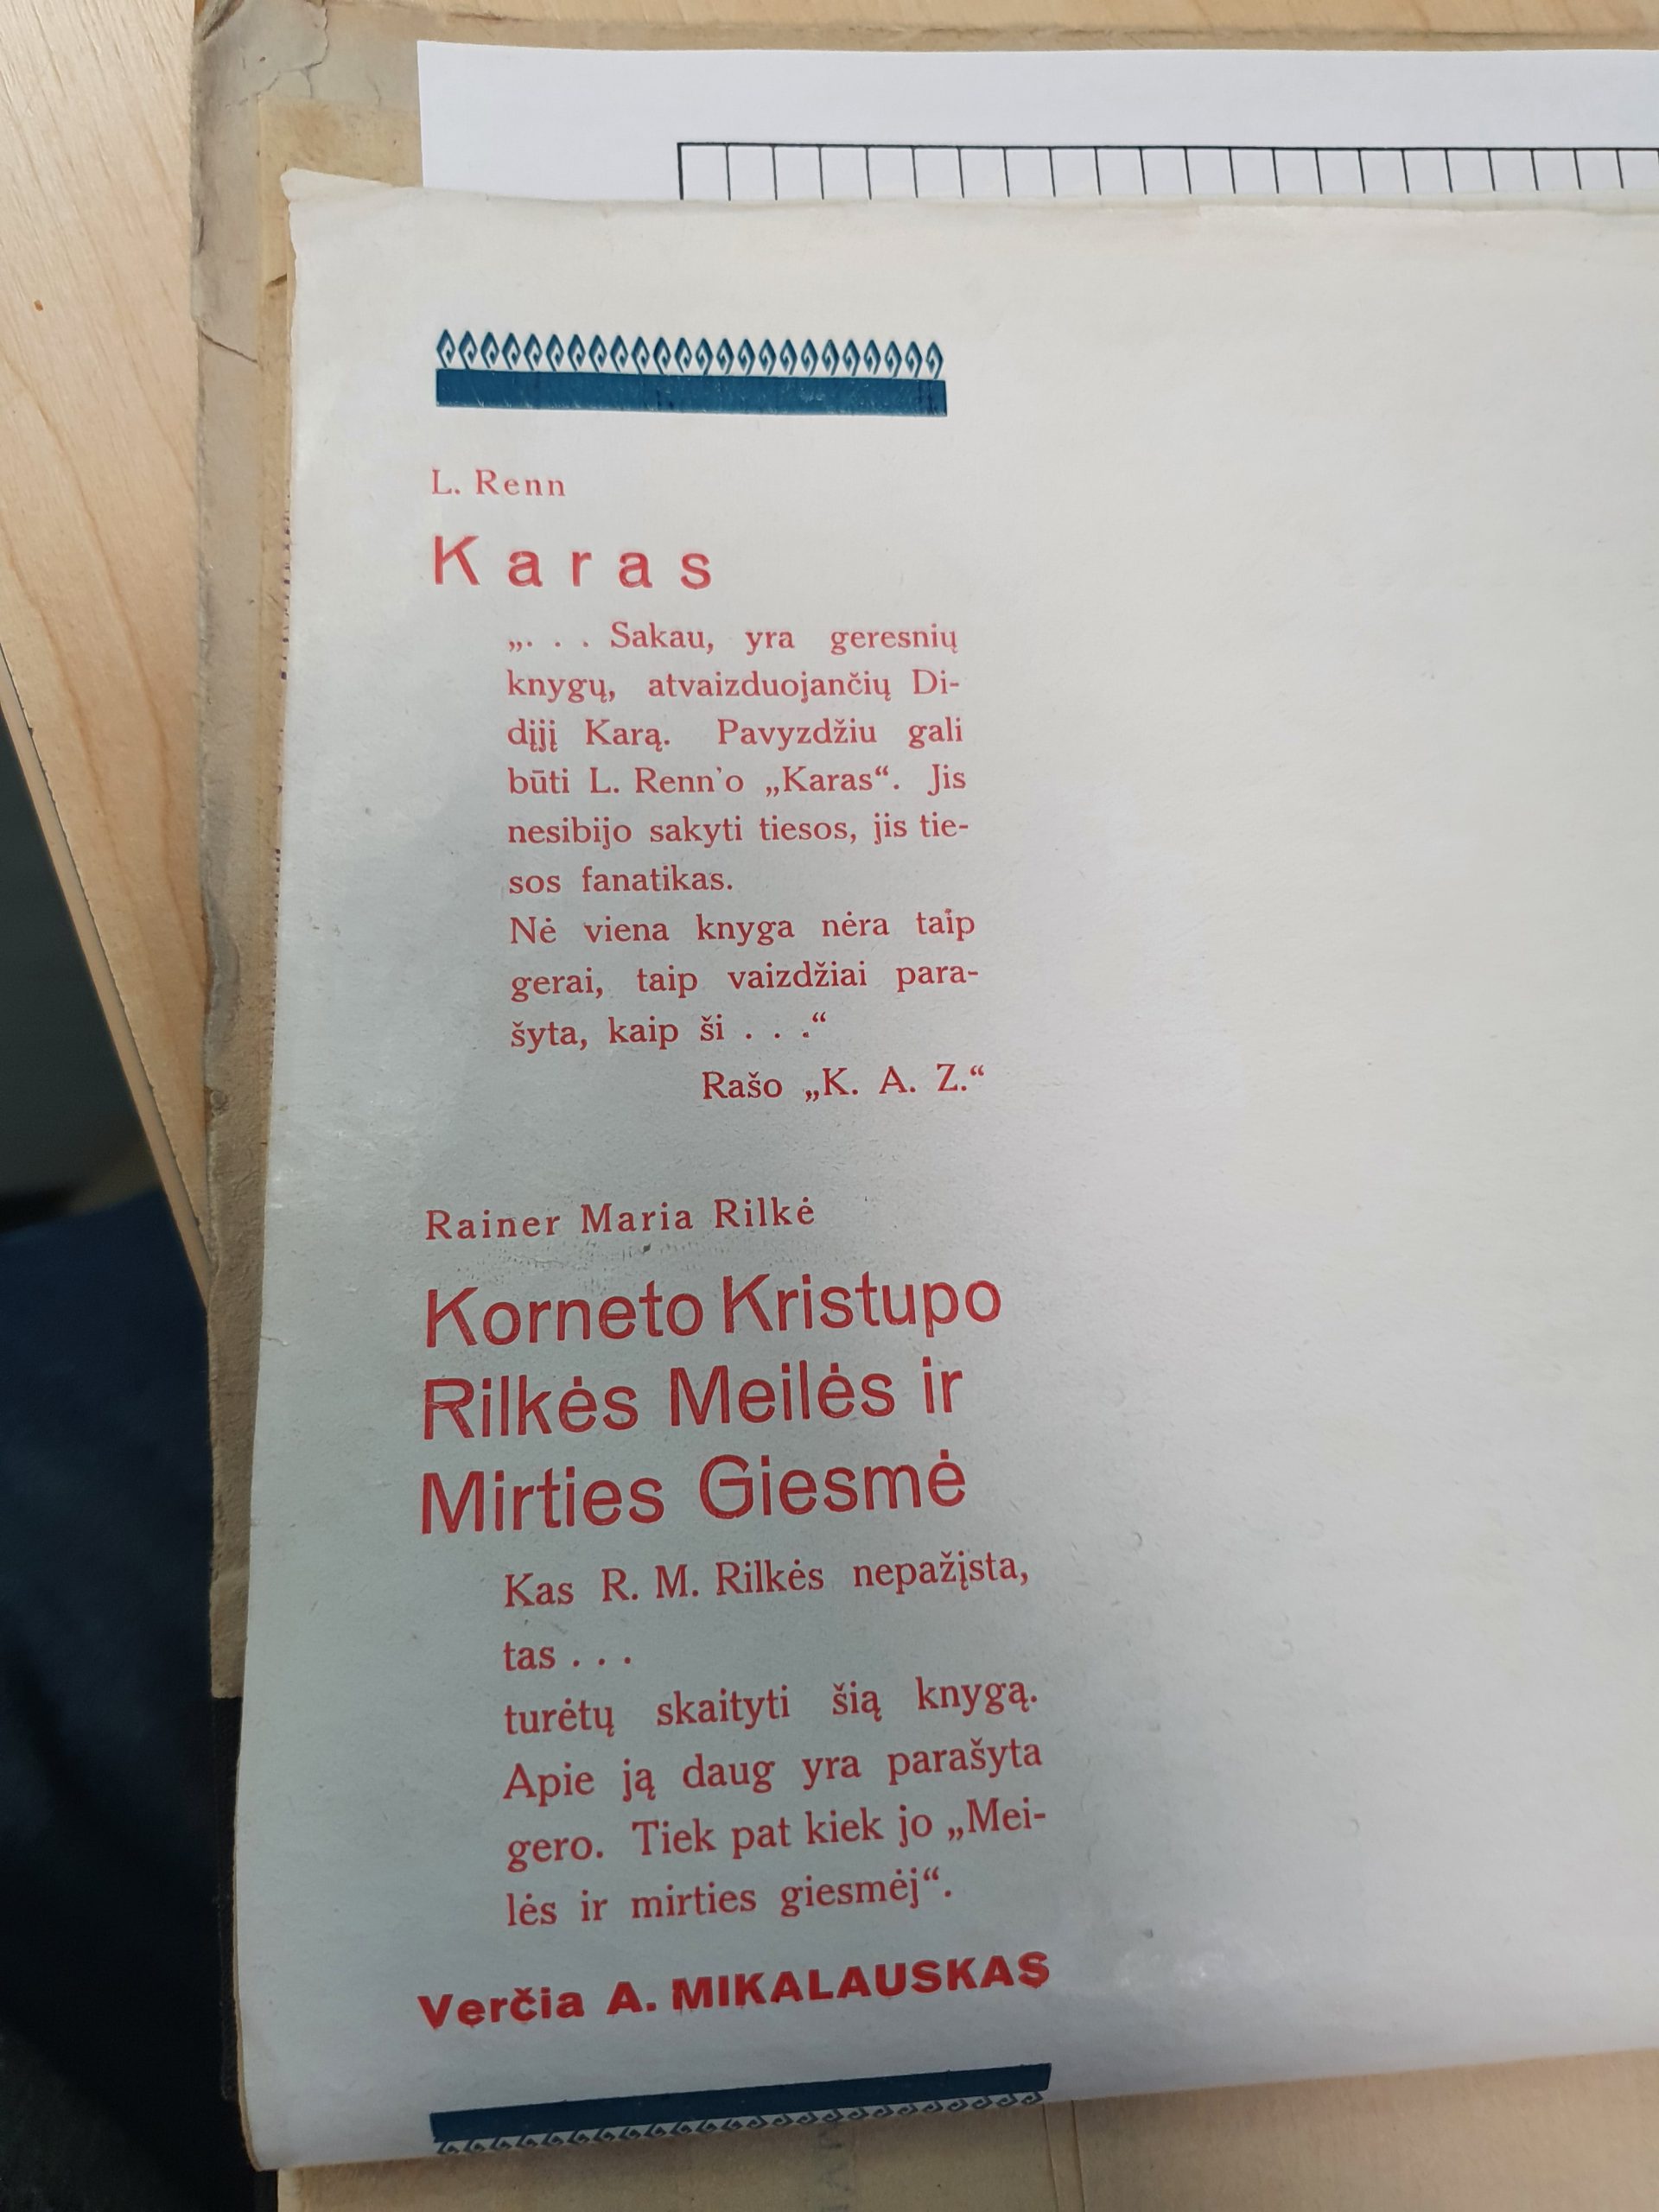 L. Renn
Karas
„. . . Sakau, yra geresnių
knygų, atvaizduojančių Di-
dįjį Karą. Pavyzdžiu gali
būti L. Renn'o „Karas“. Jis
nesibijo sakyti tiesos, jis tie-
sos fanatikas.
Nė viena knyga nėra taip
gerai, taip vaizdžiai para-
šyta, kaip ši . . .“
Rašo „K. A. Z.“
Rainer Maria Rilkė
Korneto Kristupo
Rilkės Meilės ir
Mirties Giesmė
Kas R. M. Rilkės nepažįsta,
tas . . .
turėtų skaityti šią knygą.
Apie ją daug yra parašyta
gero. Tiek pat kiek jo „Mei-
lės ir mirties giesmėj“.
Verčia A. MIKALAUSKAS